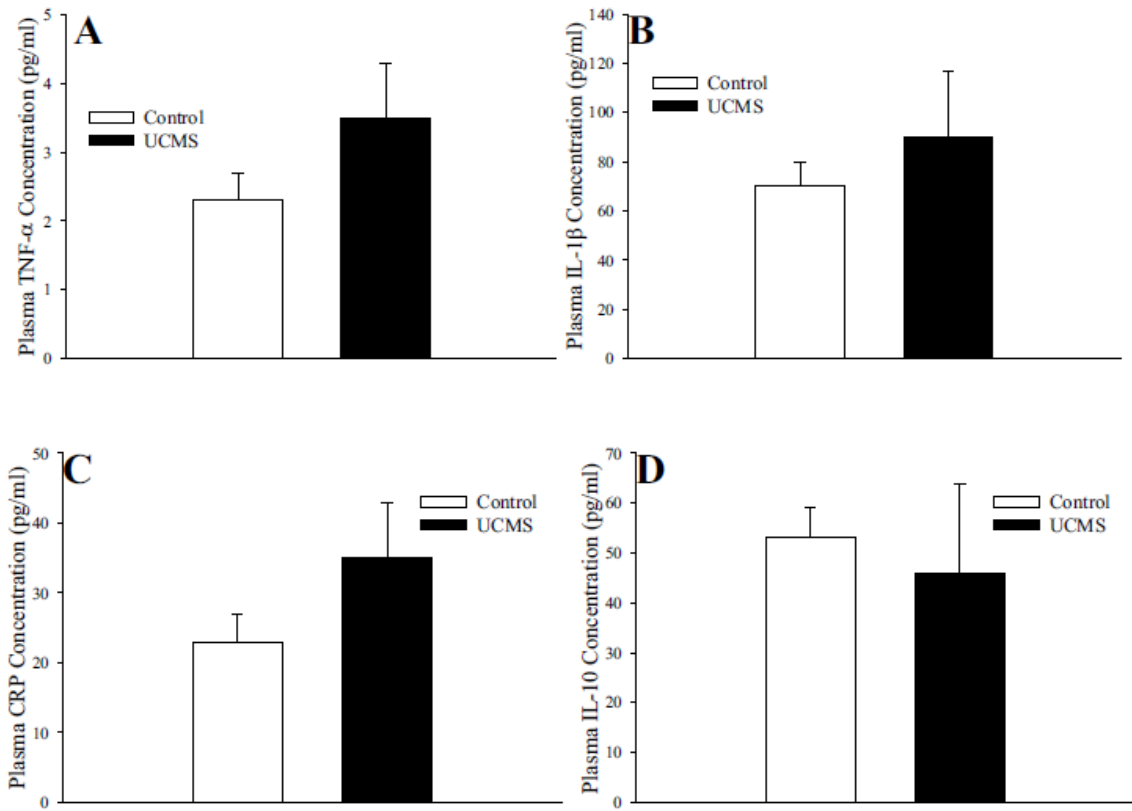 A
Plasma TNF-α Concentration (pg/ml)
5
4
3
2
1
0
Control
UCMS
B
Plasma IL-1β Concentration (pg/ml)
140
120
100
80
60
40
20
0
Control
UCMS
C
Plasma CRP Concentration (pg/ml)
50
40
30
20
10
0
Control
UCMS
D
Plasma IL-10 Concentration (pg/ml)
70
60
50
40
30
20
10
0
Control
UCMS